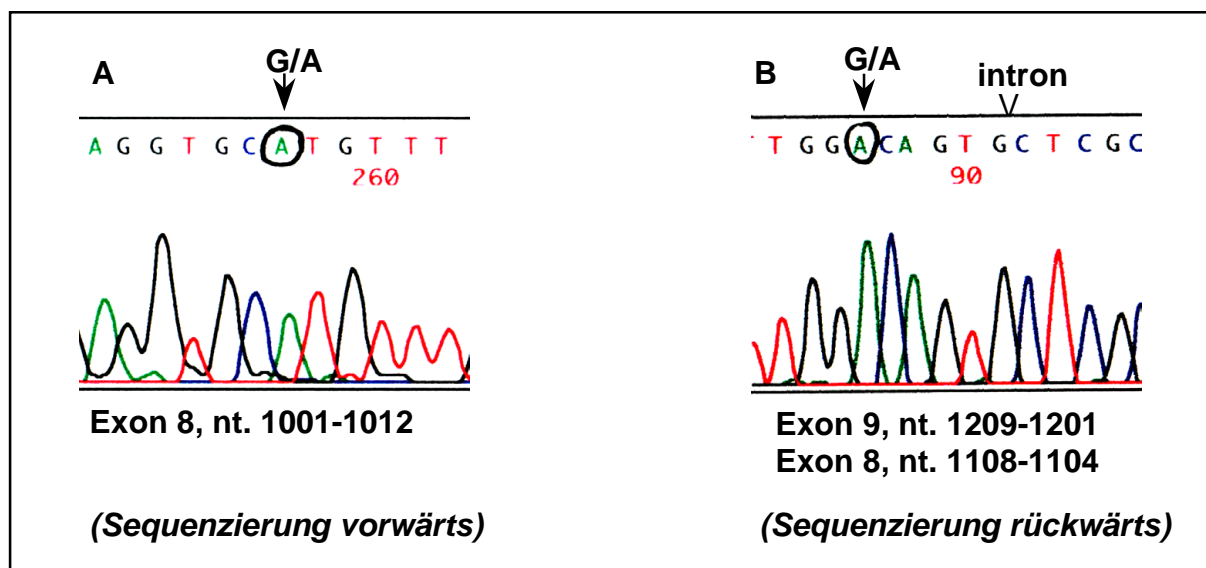 A
G/A
A G G T G C A T G T T T
260
Exon 8, nt. 1001-1012
(Sequenzierung vorwärts)
B
G/A
intron
T T G G A C A G T G C T C G C
90
Exon 9, nt. 1209-1201
Exon 8, nt. 1108-1104
(Sequenzierung rückwärts)